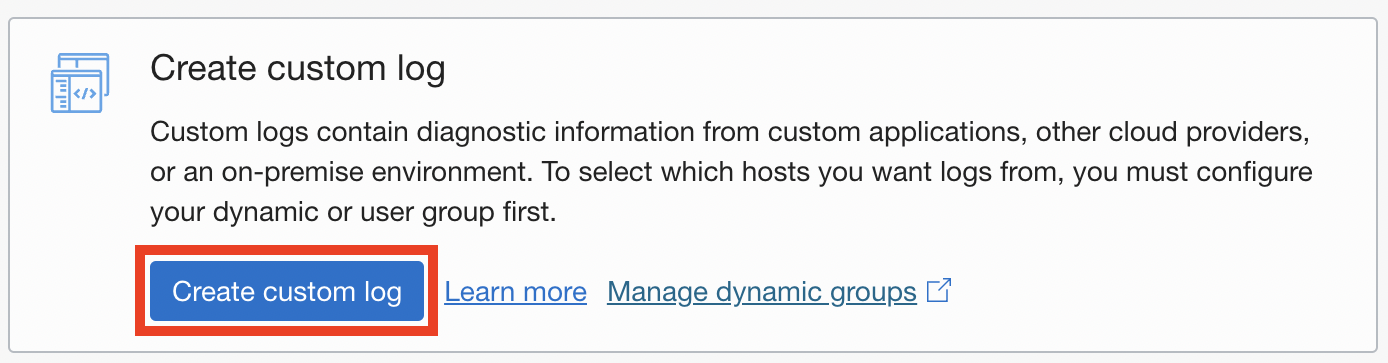 Create custom log
Custom logs contain diagnostic information from custom applications, other cloud providers,
or an on-premise environment. To select which hosts you want logs from, you must configure
your dynamic or user group first.
Create custom log Learn more Manage dynamic groups